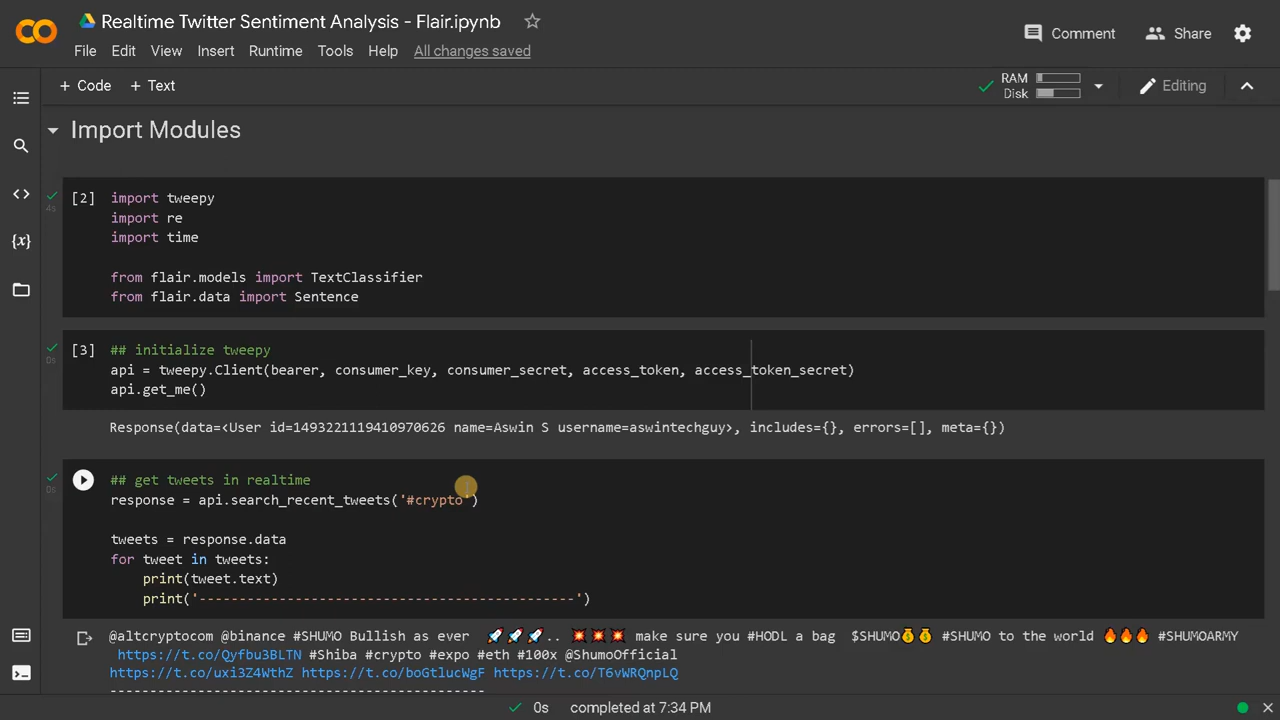 Realtime Twitter Sentiment Analysis - Flair.ipynb
File Edit View Insert Runtime Tools Help All changes saved
Comment Share
+ Code + Text
RAM
Disk
Editing
Import Modules
[2] import tweepy
4s
import re
import time
from flair.models import TextClassifier
from flair.data import Sentence
[3] ## initialize tweepy
0s
api = tweepy.Client(bearer, consumer_key, consumer_secret, access_token, access_token_secret)
api.get_me()
Response(data=<User id=1493221119410970626 name=Aswin S username=aswintechguy>, includes={}, errors=[], meta={})
## get tweets in realtime
0s
response = api.search_recent_tweets('#crypto')
tweets = response.data
for tweet in tweets:
print(tweet.text)
print('-----------------------------------------------')
@altcryptocom @binance #SHUMO Bullish as ever 🚀🚀🚀.. 💥💥💥 make sure you #HODL a bag $SHUMO💰💰 #SHUMO to the world 🔥🔥🔥 #SHUMOARMY
https://t.co/Qyfbu3BLTN #Shiba #crypto #expo #eth #100x @ShumoOfficial
https://t.co/uxi3Z4WthZ https://t.co/boGtlucWgF https://t.co/T6vWRQnpLQ
-----------------------------------------------
0s completed at 7:34 PM